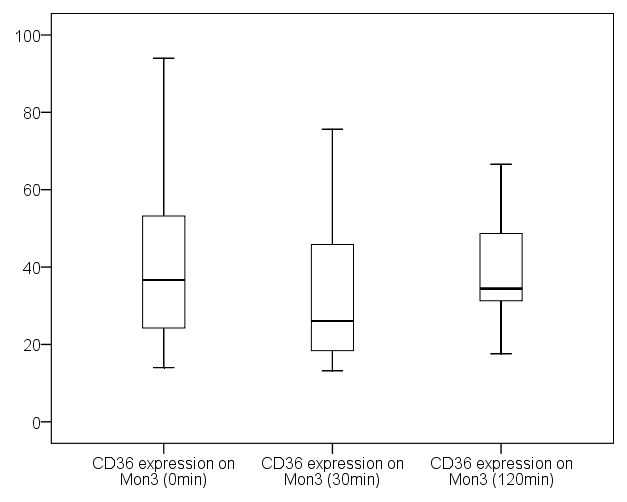 100
80
60
40
20
0
CD36 expression on
Mon3 (0min)
CD36 expression on
Mon3 (30min)
CD36 expression on
Mon3 (120min)